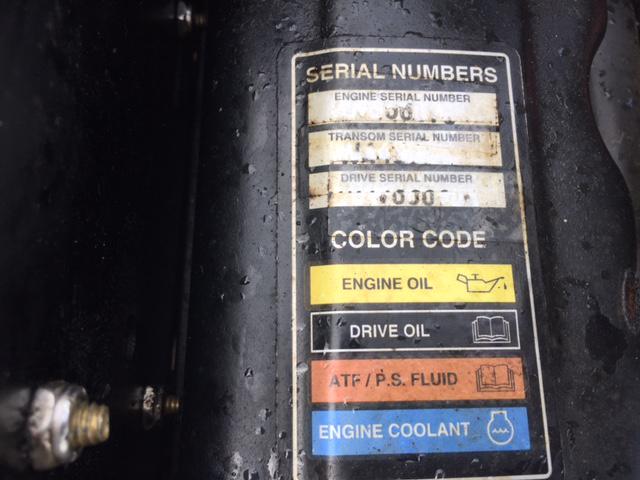 SERIAL NUMBERS
ENGINE SERIAL NUMBER
TRANSOM SERIAL NUMBER
DRIVE SERIAL NUMBER
COLOR CODE
ENGINE OIL
DRIVE OIL
ATF / P.S. FLUID
ENGINE COOLANT